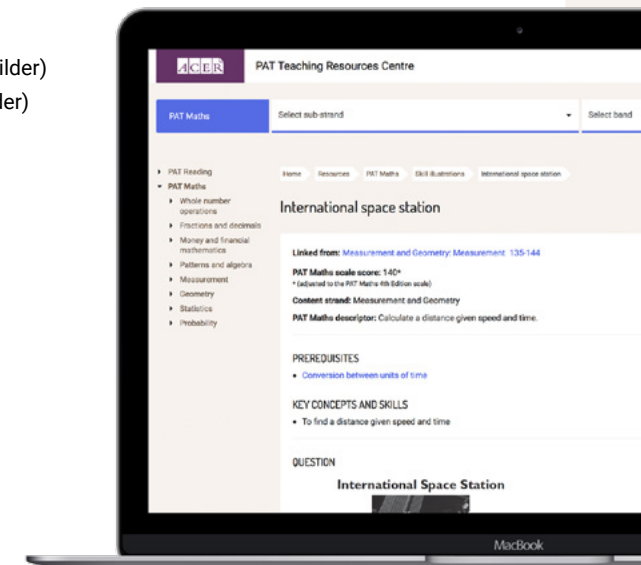 ilder)
ler)
ACER
PAT Teaching Resources Centre
PAT Maths
Select sub-strand
Select band
PAT Reading
PAT Maths
Whole number
operations
Fractions and decimals
Money and financial
mathematics
Patterns and algebra
Measurement
Geometry
Statistics
Probability
Home
Resources
PAT Maths
Skill illustrations
International space station
International space station
Linked from: Measurement and Geometry: Measurement 135-144
PAT Maths scale score: 140*
* (adjusted to the PAT Maths 4th Edition scale)
Content strand: Measurement and Geometry
PAT Maths descriptor: Calculate a distance given speed and time.
PREREQUISITES
• Conversion between units of time
KEY CONCEPTS AND SKILLS
• To find a distance given speed and time
QUESTION
International Space Station
MacBook